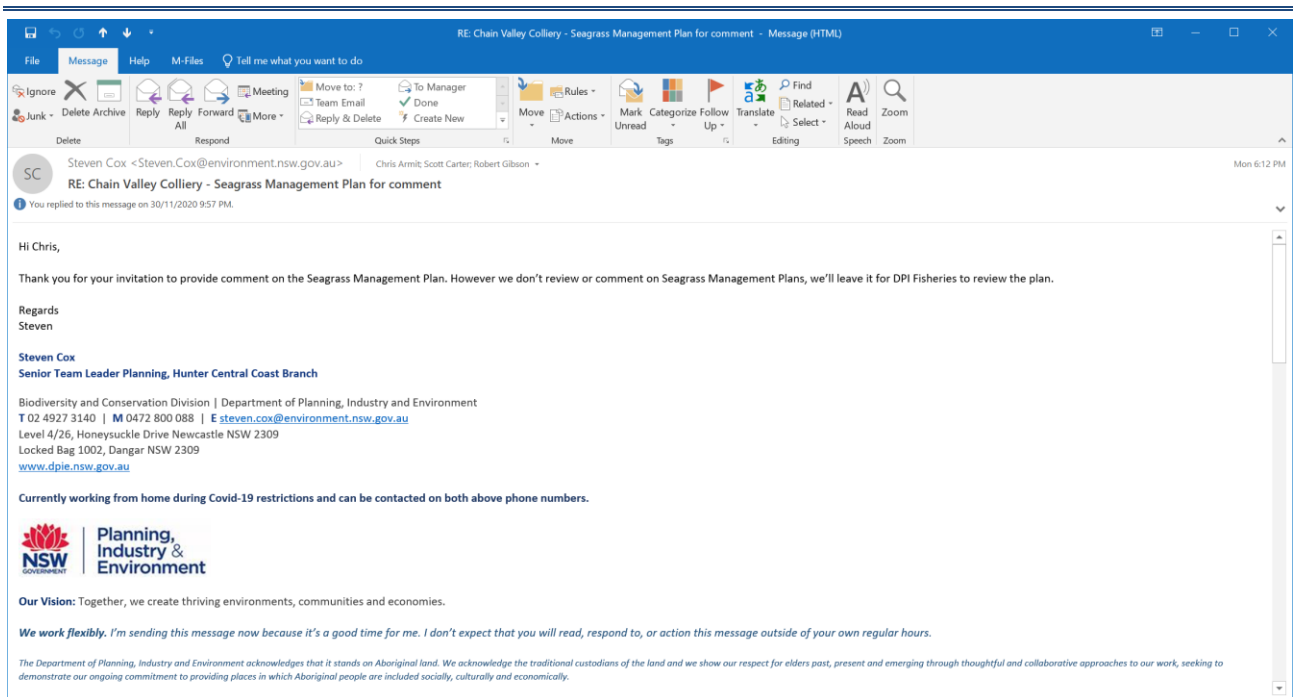 RE: Chain Valley Colliery - Seagrass Management Plan for comment - Message (HTML)
File Message Help M-Files Tell me what you want to do
Ignore
Junk
Delete Archive
Delete
Reply Reply All Forward
Meeting
More
Respond
Move to: ?
Team Email
Reply & Delete
To Manager
Done
Create New
Quick Steps
Move
Rules
Actions
Move
Mark Unread
Categorize
Follow Up
Tags
Translate
Find
Related
Select
Editing
Read Aloud
Speech
Zoom
Zoom
SC
Steven Cox <Steven.Cox@environment.nsw.gov.au> Chris Armit; Scott Carter; Robert Gibson
Mon 6:12 PM
RE: Chain Valley Colliery - Seagrass Management Plan for comment
You replied to this message on 30/11/2020 9:57 PM.
Hi Chris,
Thank you for your invitation to provide comment on the Seagrass Management Plan. However we don't review or comment on Seagrass Management Plans, we'll leave it for DPI Fisheries to review the plan.
Regards
Steven
Steven Cox
Senior Team Leader Planning, Hunter Central Coast Branch
Biodiversity and Conservation Division | Department of Planning, Industry and Environment
T 02 4927 3140 | M 0472 800 088 | E steven.cox@environment.nsw.gov.au
Level 4/26, Honeysuckle Drive Newcastle NSW 2309
Locked Bag 1002, Dangar NSW 2309
www.dpie.nsw.gov.au
Currently working from home during Covid-19 restrictions and can be contacted on both above phone numbers.
NSW
GOVERNMENT
Planning,
Industry &
Environment
Our Vision: Together, we create thriving environments, communities and economies.
We work flexibly. I'm sending this message now because it's a good time for me. I don't expect that you will read, respond to, or action this message outside of your own regular hours.
The Department of Planning, Industry and Environment acknowledges that it stands on Aboriginal land. We acknowledge the traditional custodians of the land and we show our respect for elders past, present and emerging through thoughtful and collaborative approaches to our work, seeking to
demonstrate our ongoing commitment to providing places in which Aboriginal people are included socially, culturally and economically.